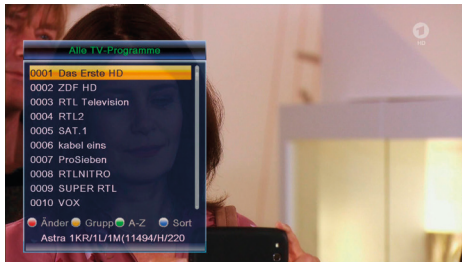 1
HD
Alle TV-Programme
0001 Das Erste HD
0002 ZDF HD
0003 RTL Television
0004 RTL2
0005 SAT.1
0006 kabel eins
0007 ProSieben
0008 RTLNITRO
0009 SUPER RTL
0010 VOX
Änder Grupp A-Z Sort
Astra 1KR/1L/1M(11494/H/220